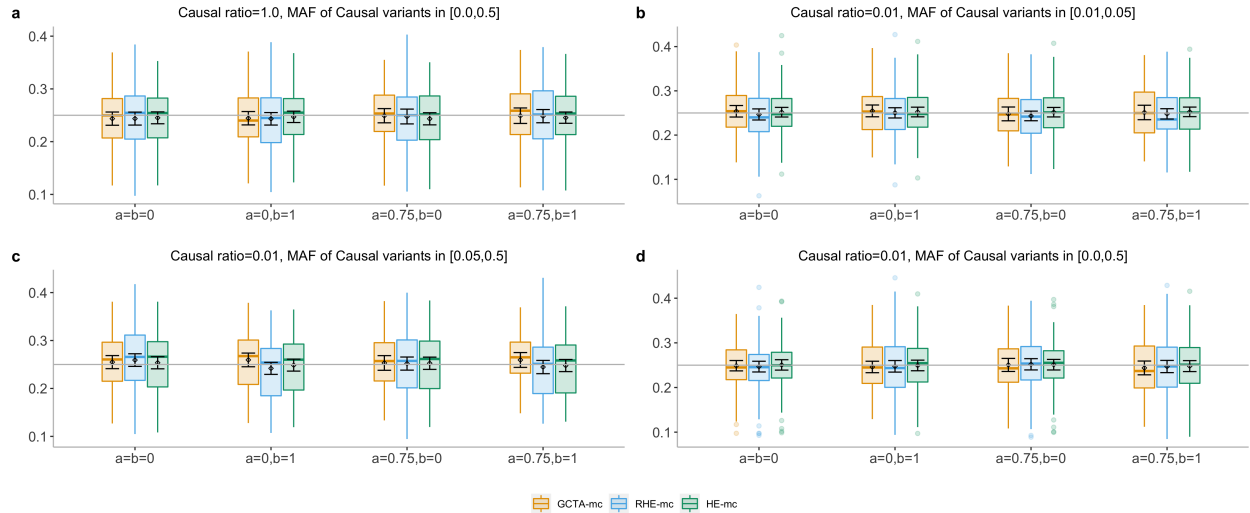 a
Causal ratio=1.0, MAF of Causal variants in [0.0,0.5]
0.4
0.3
0.2
0.1
a=b=0
a=0,b=1
a=0.75,b=0
a=0.75,b=1
b
Causal ratio=0.01, MAF of Causal variants in [0.01,0.05]
0.4
0.3
0.2
0.1
a=b=0
a=0,b=1
a=0.75,b=0
a=0.75,b=1
c
Causal ratio=0.01, MAF of Causal variants in [0.05,0.5]
0.4
0.3
0.2
0.1
a=b=0
a=0,b=1
a=0.75,b=0
a=0.75,b=1
d
Causal ratio=0.01, MAF of Causal variants in [0.0,0.5]
0.4
0.3
0.2
0.1
a=b=0
a=0,b=1
a=0.75,b=0
a=0.75,b=1
GCTA-mc RHE-mc HE-mc